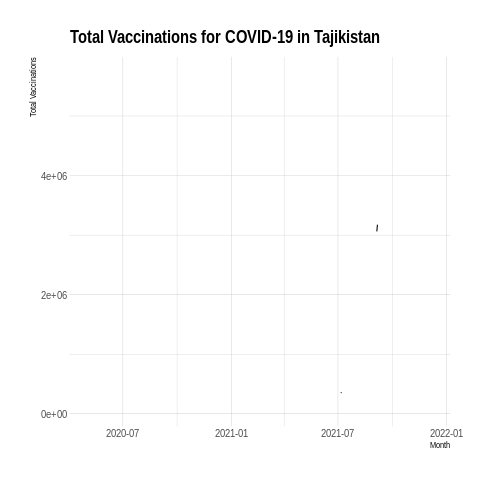 Total Vaccinations for COVID-19 in Tajikistan
Total Vaccinations
4e+06
2e+06
0e+00
2020-07 2021-01 2021-07 2022-01
Month